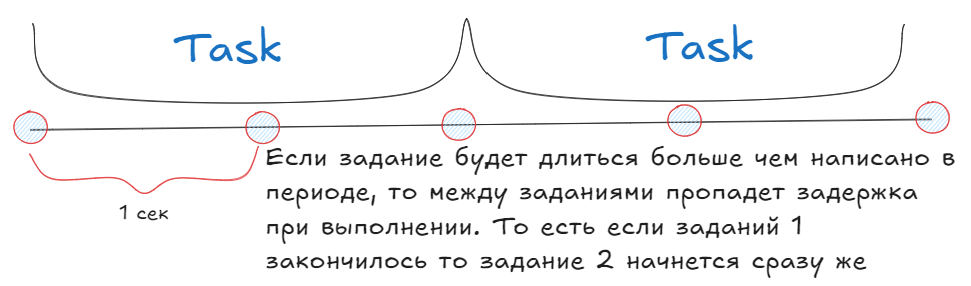 Task
Task
Если задание будет длиться больше чем написано в
периоде, то между заданиями пропадет задержка
при выполнении. То есть если заданий 1
закончилось то задание 2 начнется сразу же
1 сек